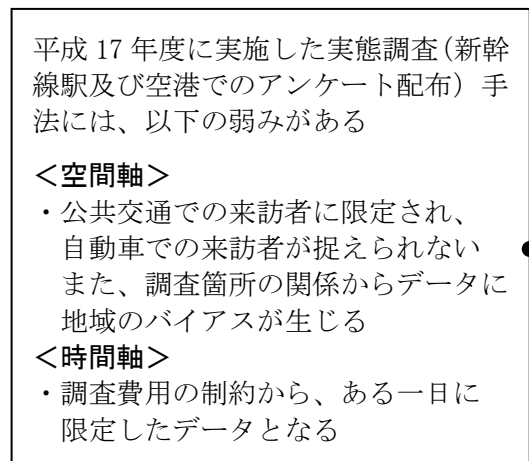 平成 17 年度に実施した実態調査(新幹
線駅及び空港でのアンケート配布) 手
法には、以下の弱みがある
＜空間軸＞
・公共交通での来訪者に限定され、
自動車での来訪者が捉えられない
また、調査箇所の関係からデータに
地域のバイアスが生じる
＜時間軸＞
・調査費用の制約から、ある一日に
限定したデータとなる